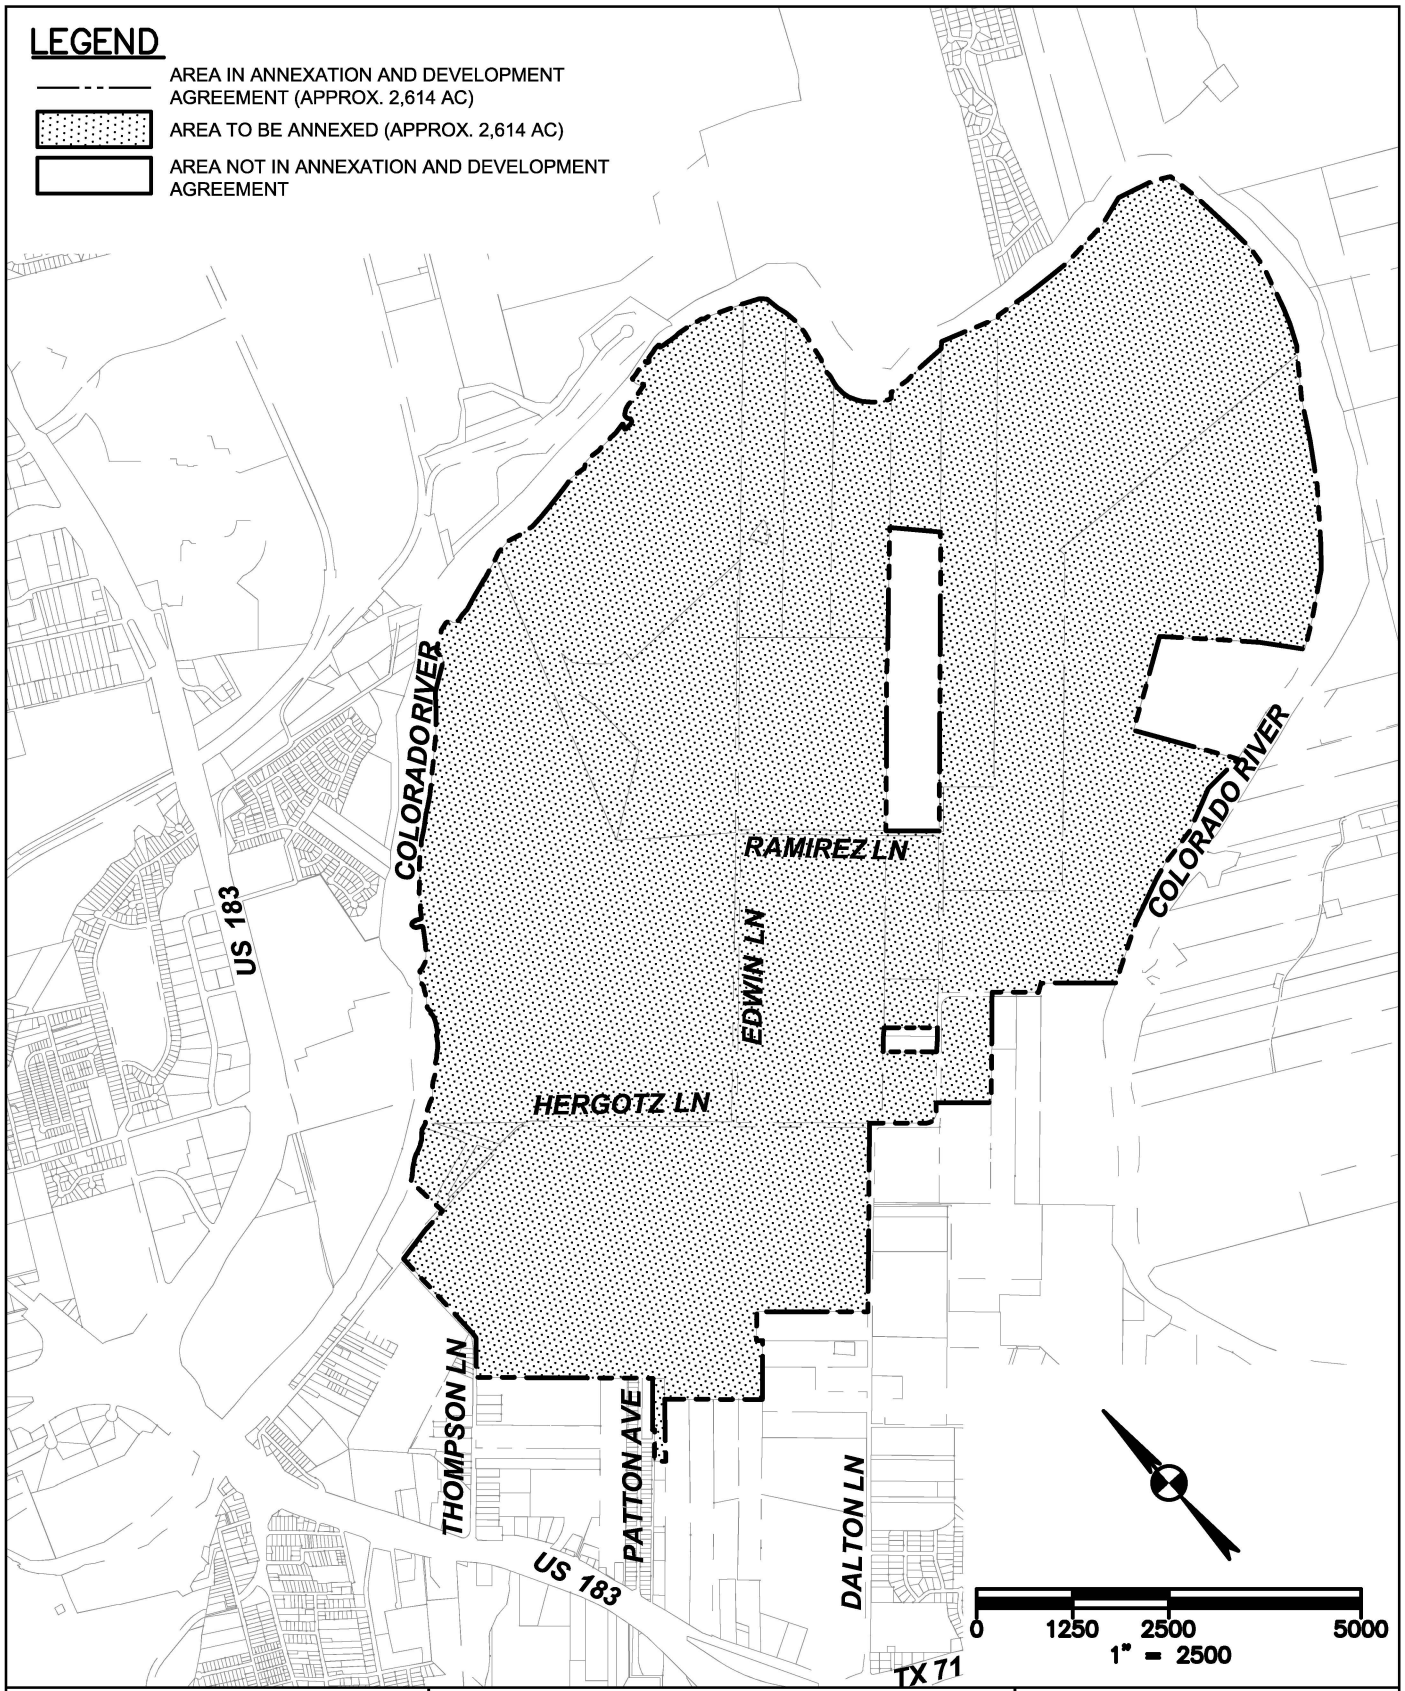 LEGEND
AREA IN ANNEXATION AND DEVELOPMENT
AGREEMENT (APPROX. 2,614 AC)
AREA TO BE ANNEXED (APPROX. 2,614 AC)
AREA NOT IN ANNEXATION AND DEVELOPMENT
AGREEMENT
COLORADO RIVER
COLORADO RIVER
RAMIREZ LN
US 183
EDWIN LN
HERGOTZ LN
THOMPSON LN
PATTON AVE
DALTON LN
US 183
TX 71
0 1250 2500 5000
1" = 2500